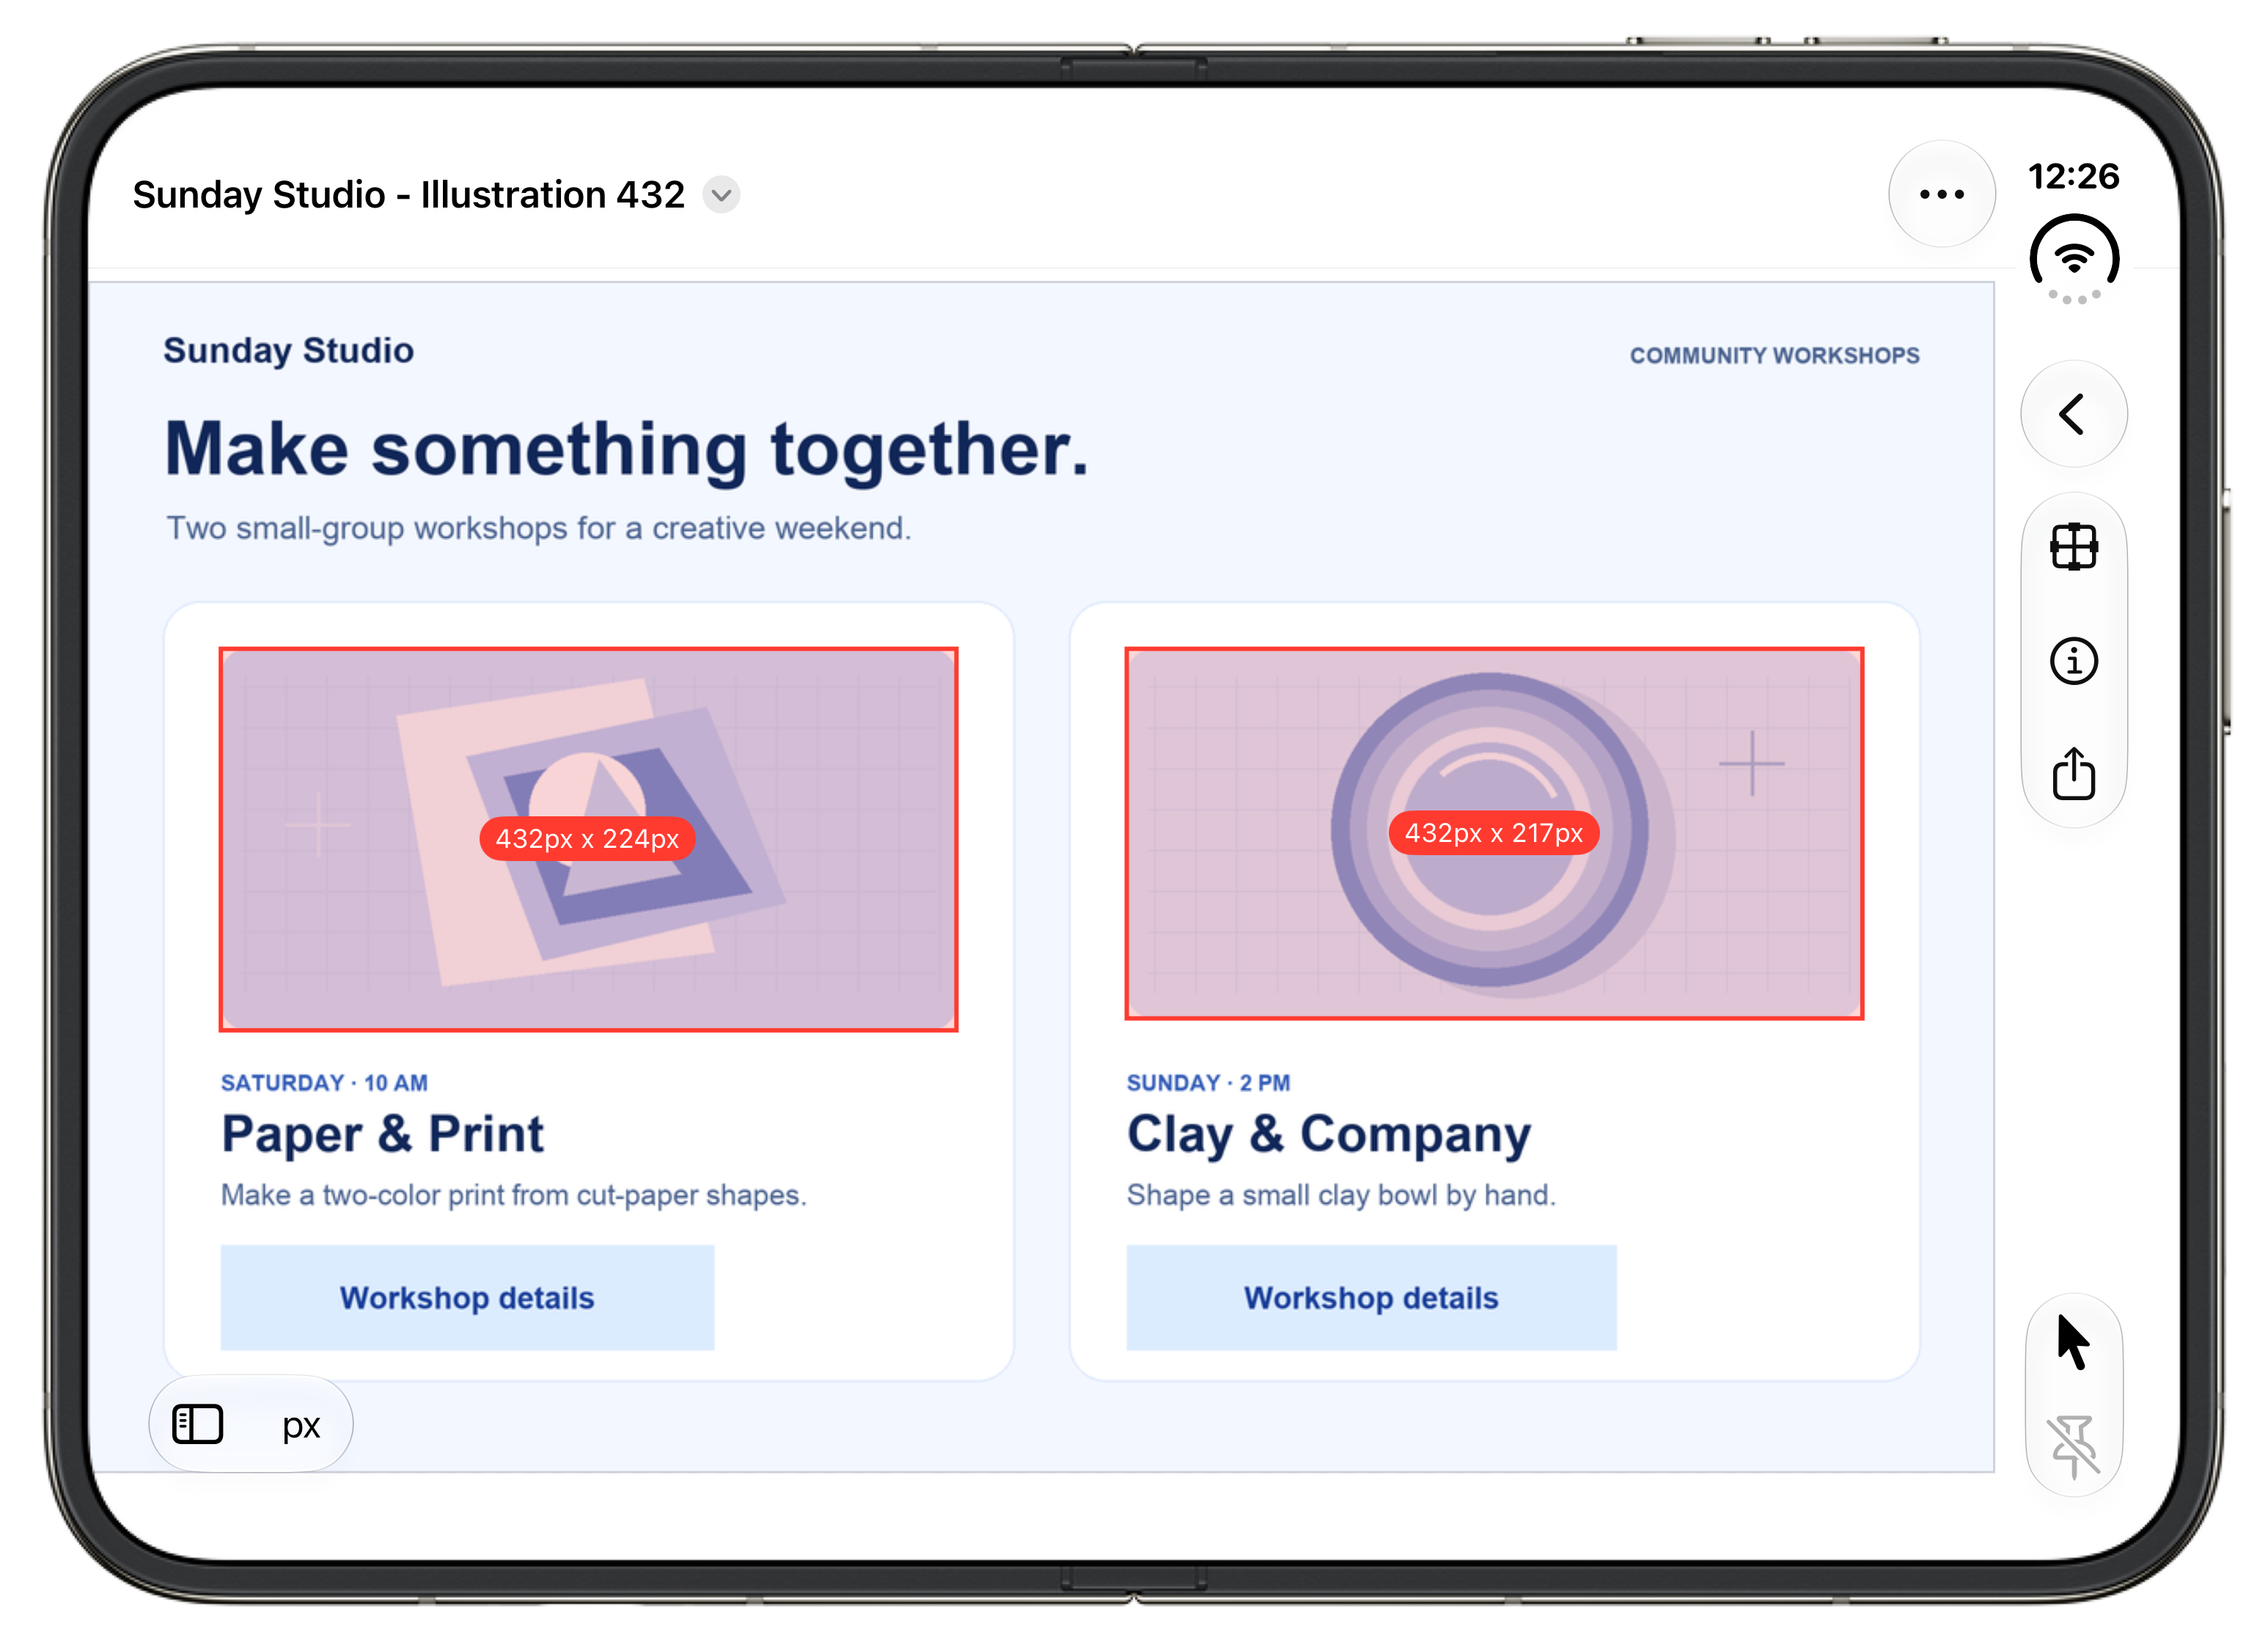 Sunday Studio - Illustration 432
12:26
Sunday Studio
COMMUNITY WORKSHOPS
Make something together.
Two small-group workshops for a creative weekend.
432px x 224px
432px x 217px
SATURDAY · 10 AM
Paper & Print
Make a two-color print from cut-paper shapes.
Workshop details
SUNDAY · 2 PM
Clay & Company
Shape a small clay bowl by hand.
Workshop details
px